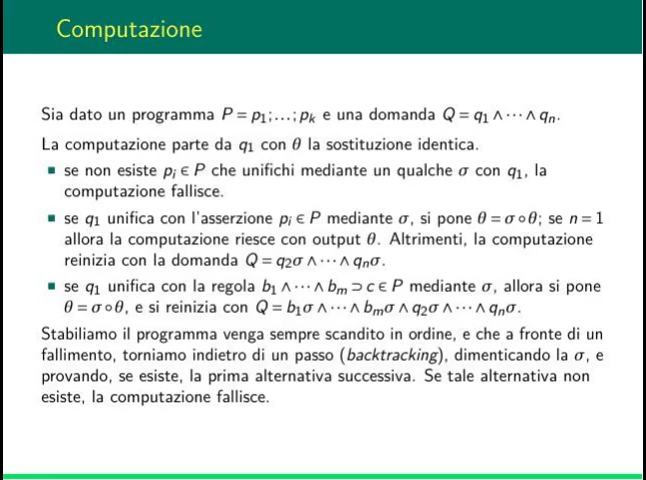 Computazione
Sia dato un programma P = p₁;...;pₖ e una domanda Q = q₁ ∧ ··· ∧ qₙ.
La computazione parte da q₁ con θ la sostituzione identica.
■ se non esiste pᵢ ∈ P che unifichi mediante un qualche σ con q₁, la
computazione fallisce.
■ se q₁ unifica con l'asserzione pᵢ ∈ P mediante σ, si pone θ = σ ∘ θ; se n = 1
allora la computazione riesce con output θ. Altrimenti, la computazione
reinizia con la domanda Q = q₂σ ∧ ··· ∧ qₙσ.
■ se q₁ unifica con la regola b₁ ∧ ··· ∧ bₘ ⊃ c ∈ P mediante σ, allora si pone
θ = σ ∘ θ, e si reinizia con Q = b₁σ ∧ ··· ∧ bₘσ ∧ q₂σ ∧ ··· ∧ qₙσ.
Stabiliamo il programma venga sempre scandito in ordine, e che a fronte di un
fallimento, torniamo indietro di un passo (backtracking), dimenticando la σ, e
provando, se esiste, la prima alternativa successiva. Se tale alternativa non
esiste, la computazione fallisce.